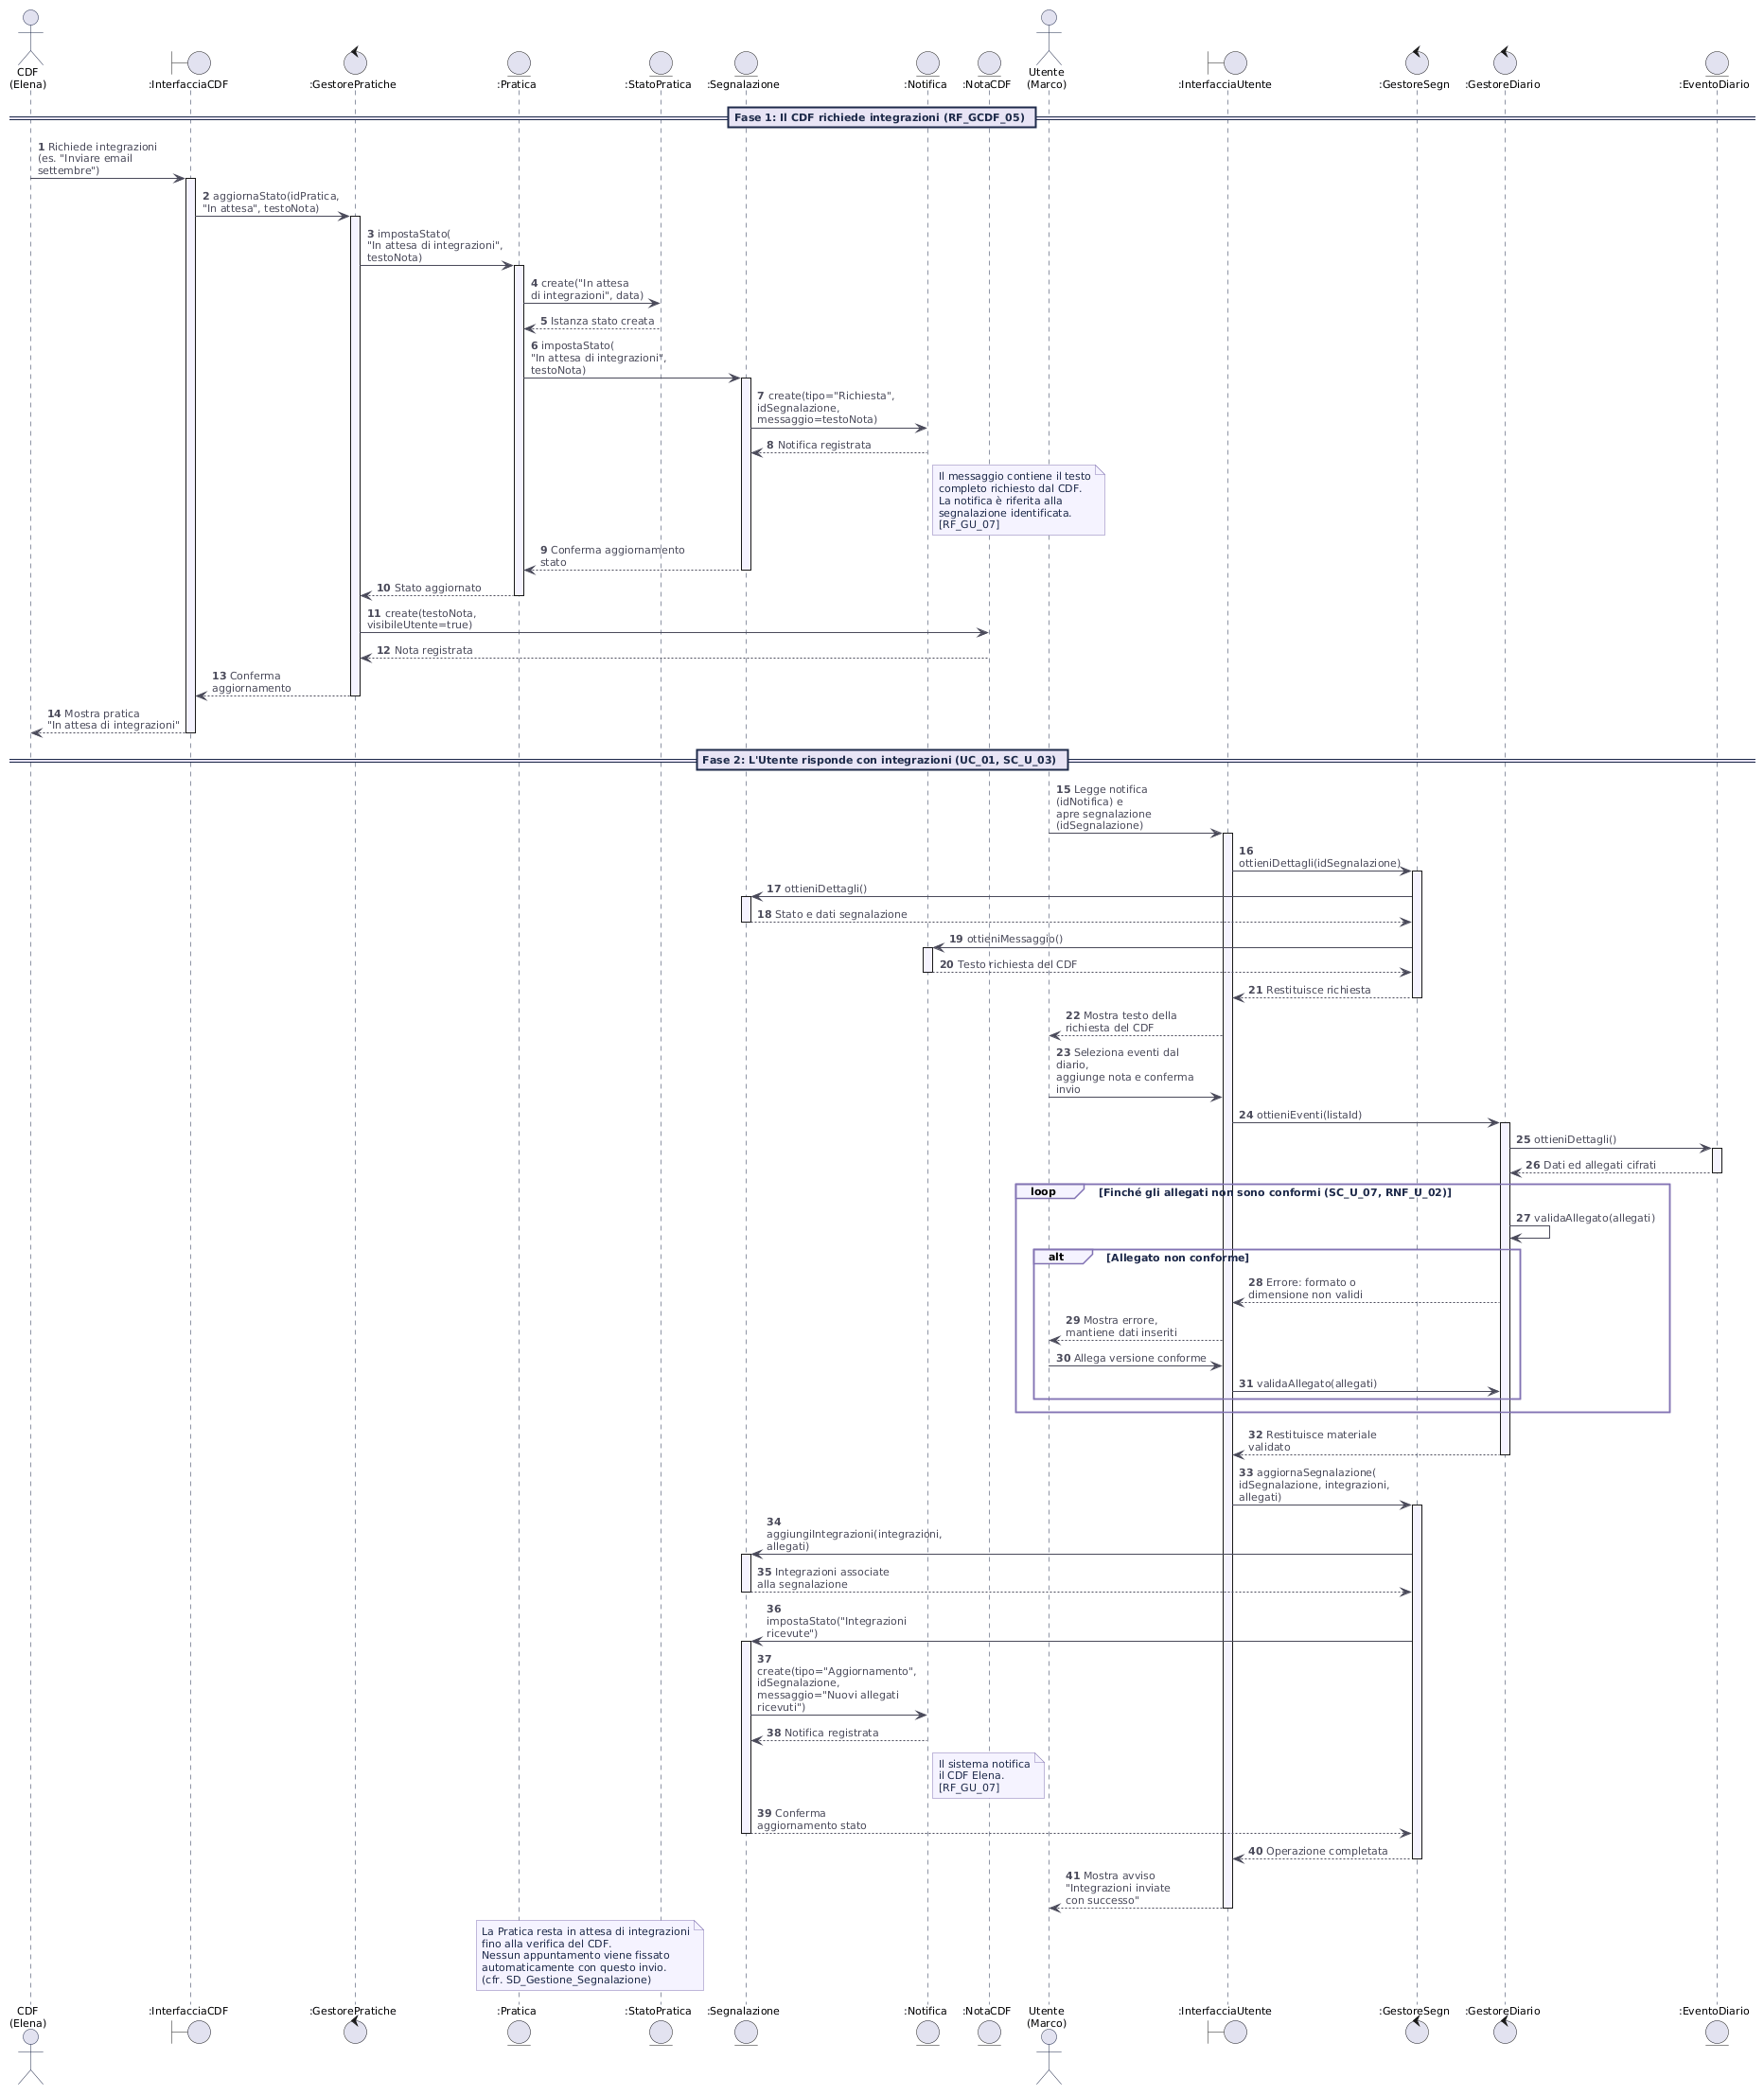 CDF
(Elena)
:InterfacciaCDF
:GestorePratiche
:Pratica
:StatoPratica
:Segnalazione
:Notifica
:NotaCDF
Utente
(Marco)
:InterfacciaUtente
:GestoreSegn
:GestoreDiario
:EventoDiario
Fase 1: Il CDF richiede integrazioni (RF_GCDF_05)
1 Richiede integrazioni
(es. "Inviare email
settembre")
2 aggiornaStato(idPratica,
"In attesa", testoNota)
3 impostaStato(
"In attesa di integrazioni",
testoNota)
4 create("In attesa
di integrazioni", data)
5 Istanza stato creata
6 impostaStato(
"In attesa di integrazioni",
testoNota)
7 create(tipo="Richiesta",
idSegnalazione,
messaggio=testoNota)
8 Notifica registrata
Il messaggio contiene il testo
completo richiesto dal CDF.
La notifica è riferita alla
segnalazione identificata.
[RF_GU_07]
9 Conferma aggiornamento
stato
10 Stato aggiornato
11 create(testoNota,
visibileUtente=true)
12 Nota registrata
13 Conferma
aggiornamento
14 Mostra pratica
"In attesa di integrazioni"
Fase 2: L'Utente risponde con integrazioni (UC_01, SC_U_03)
15 Legge notifica
(idNotifica) e
apre segnalazione
(idSegnalazione)
16
ottieniDettagli(idSegnalazione)
17 ottieniDettagli()
18 Stato e dati segnalazione
19 ottieniMessaggio()
20 Testo richiesta del CDF
21 Restituisce richiesta
22 Mostra testo della
richiesta del CDF
23 Seleziona eventi dal
diario,
aggiunge nota e conferma
invio
24 ottieniEventi(listaId)
25 ottieniDettagli()
26 Dati ed allegati cifrati
loop
[Finché gli allegati non sono conformi (SC_U_07, RNF_U_02)]
27 validaAllegato(allegati)
alt
[Allegato non conforme]
28 Errore: formato o
dimensione non validi
29 Mostra errore,
mantiene dati inseriti
30 Allega versione conforme
31 validaAllegato(allegati)
32 Restituisce materiale
validato
33 aggiornaSegnalazione(
idSegnalazione, integrazioni,
allegati)
34
aggiungiIntegrazioni(integrazioni,
allegati)
35 Integrazioni associate
alla segnalazione
36
impostaStato("Integrazioni
ricevute")
37
create(tipo="Aggiornamento",
idSegnalazione,
messaggio="Nuovi allegati
ricevuti")
38 Notifica registrata
Il sistema notifica
il CDF Elena.
[RF_GU_07]
39 Conferma
aggiornamento stato
40 Operazione completata
41 Mostra avviso
"Integrazioni inviate
con successo"
La Pratica resta in attesa di integrazioni
fino alla verifica del CDF.
Nessun appuntamento viene fissato
automaticamente con questo invio.
(cfr. SD_Gestione_Segnalazione)
CDF
(Elena)
:InterfacciaCDF
:GestorePratiche
:Pratica
:StatoPratica
:Segnalazione
:Notifica
:NotaCDF
Utente
(Marco)
:InterfacciaUtente
:GestoreSegn
:GestoreDiario
:EventoDiario